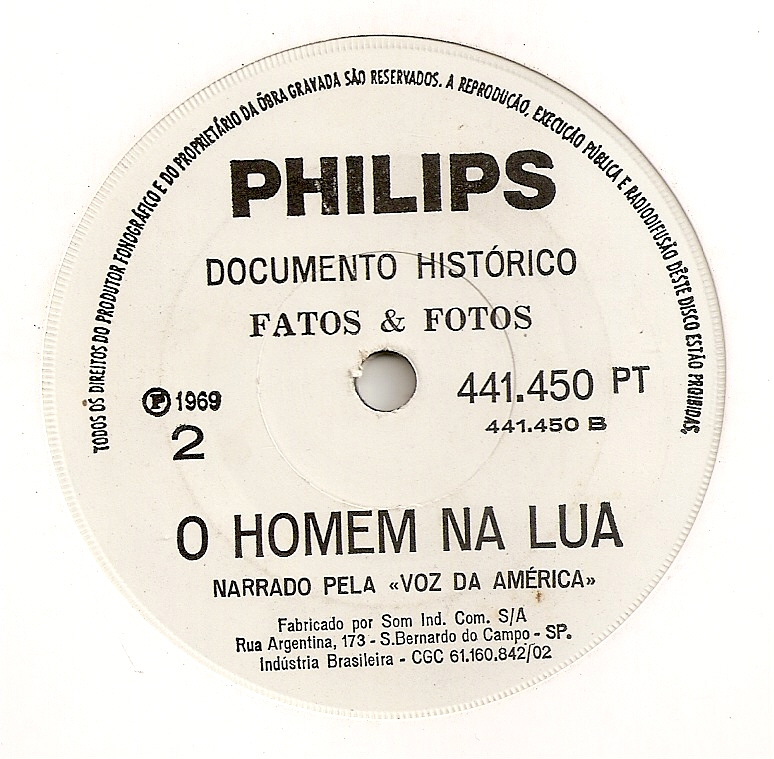 TODOS OS DIREITOS DO PRODUTOR FONOGRÁFICO E DO PROPRIETÁRIO DA ÓBRA GRAVADA SÃO RESERVADOS. A REPRODUÇÃO, EXECUÇÃO PÚBLICA E RADIODIFUSÃO DÊSTE DISCO ESTÃO PROIBIDAS.
PHILIPS
DOCUMENTO HISTÓRICO
FATOS & FOTOS
Ⓟ 1969
2
441.450 PT
441.450 B
O HOMEM NA LUA
NARRADO PELA «VOZ DA AMÉRICA»
Fabricado por Som Ind. Com. S/A
Rua Argentina, 173 - S.Bernardo do Campo - SP.
Indústria Brasileira - CGC 61.160.842/02